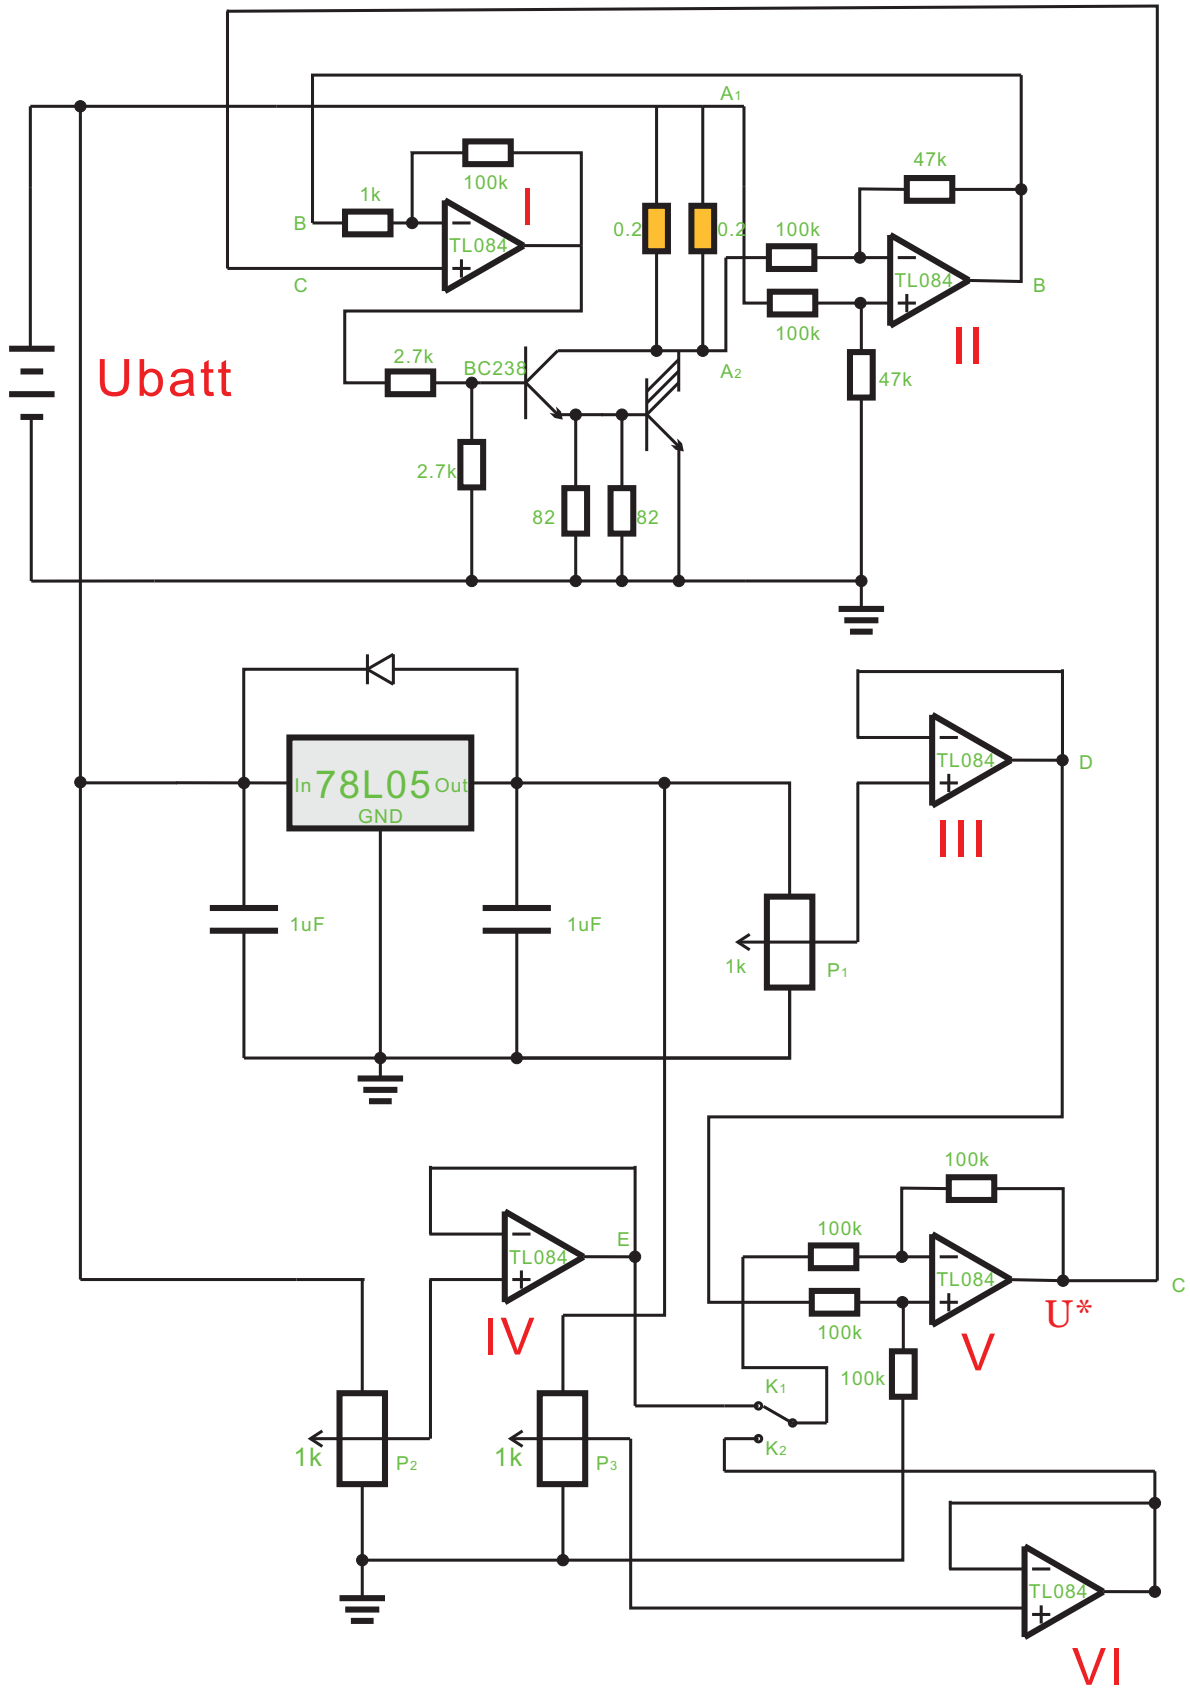 A1
47k
100k
1k
I
B
TL084
0.2
0.2
100k
C
TL084
B
100k
II
2.7k
BC238
A2
47k
Ubatt
2.7k
82
82
In 78L05 Out
GND
TL084
D
III
1uF
1uF
1k
P1
100k
E
TL084
100k
TL084
C
U*
IV
100k
V
100k
K1
1k
P2
1k
P3
K2
TL084
VI